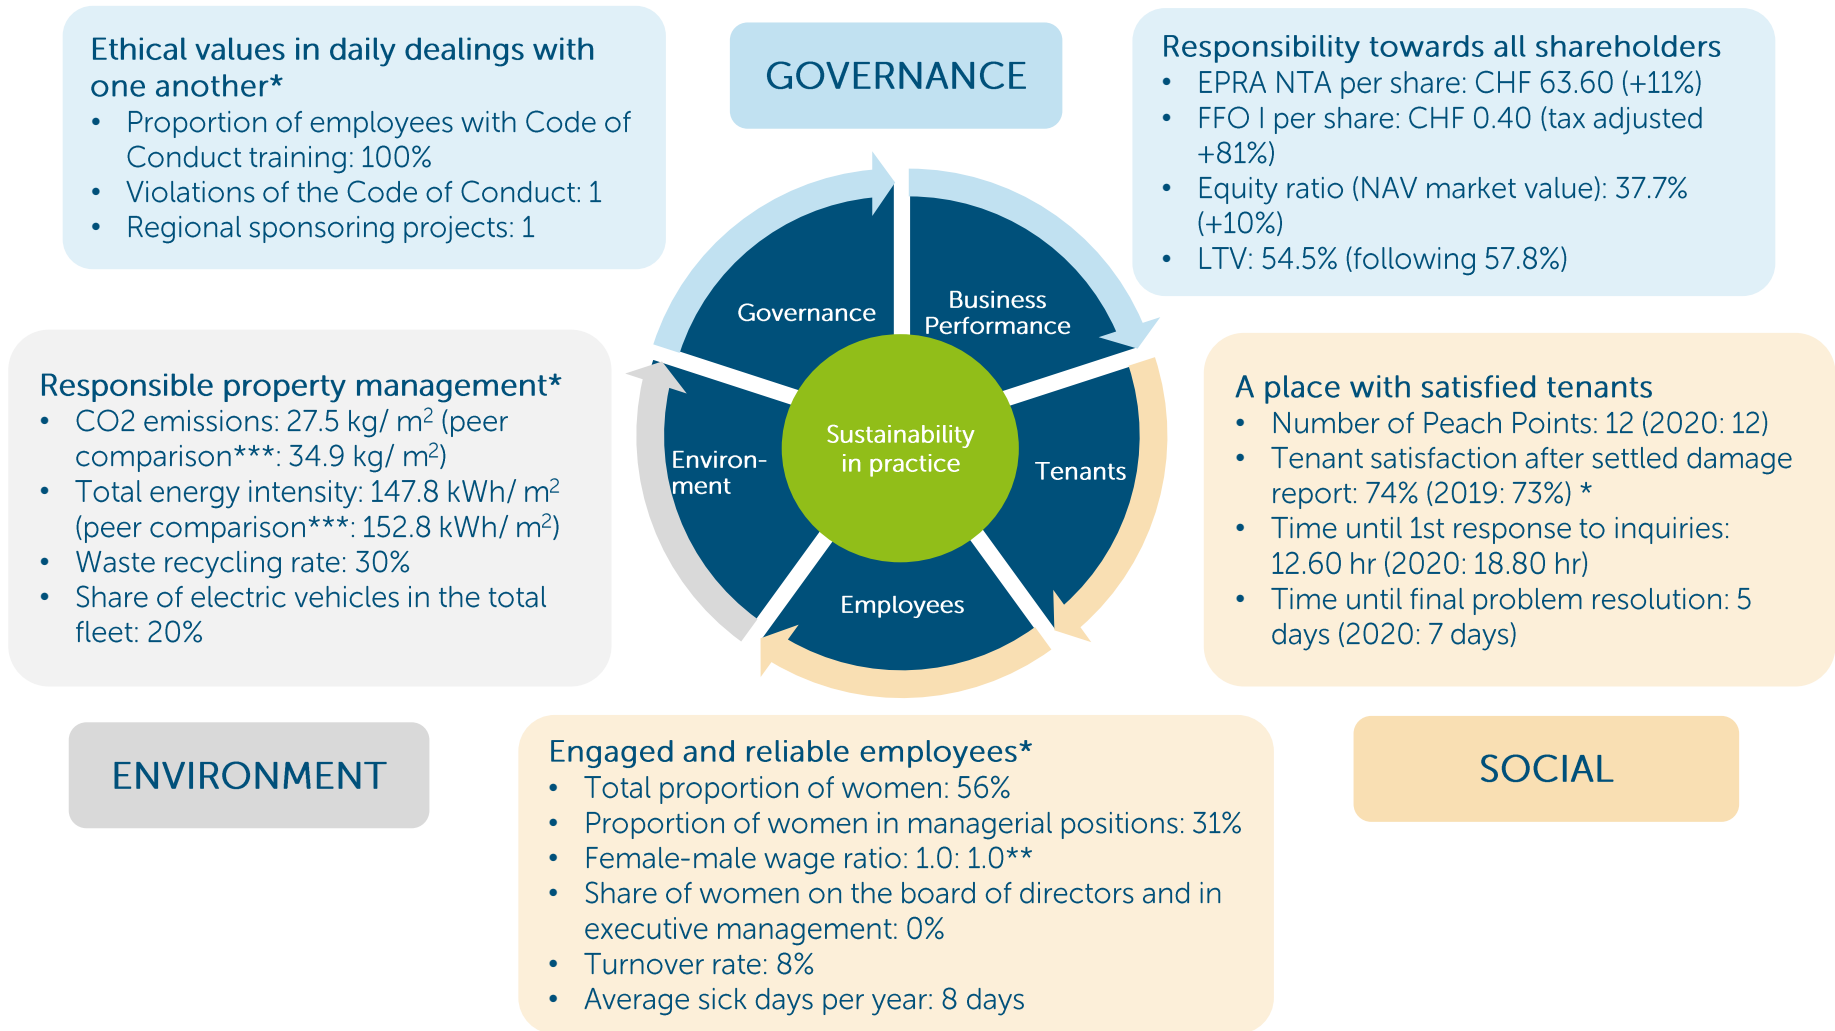 Ethical values in daily dealings with
one another*
• Proportion of employees with Code of
Conduct training: 100%
• Violations of the Code of Conduct: 1
• Regional sponsoring projects: 1
GOVERNANCE
Responsibility towards all shareholders
• EPRA NTA per share: CHF 63.60 (+11%)
• FFO I per share: CHF 0.40 (tax adjusted
+81%)
• Equity ratio (NAV market value): 37.7%
(+10%)
• LTV: 54.5% (following 57.8%)
Governance
Business
Performance
Environ-
ment
Sustainability
in practice
Tenants
Employees
Responsible property management*
• CO2 emissions: 27.5 kg/ m² (peer
comparison***: 34.9 kg/ m²)
• Total energy intensity: 147.8 kWh/ m²
(peer comparison***: 152.8 kWh/ m²)
• Waste recycling rate: 30%
• Share of electric vehicles in the total
fleet: 20%
A place with satisfied tenants
• Number of Peach Points: 12 (2020: 12)
• Tenant satisfaction after settled damage
report: 74% (2019: 73%) *
• Time until 1st response to inquiries:
12.60 hr (2020: 18.80 hr)
• Time until final problem resolution: 5
days (2020: 7 days)
ENVIRONMENT
Engaged and reliable employees*
• Total proportion of women: 56%
• Proportion of women in managerial positions: 31%
• Female-male wage ratio: 1.0: 1.0**
• Share of women on the board of directors and in
executive management: 0%
• Turnover rate: 8%
• Average sick days per year: 8 days
SOCIAL